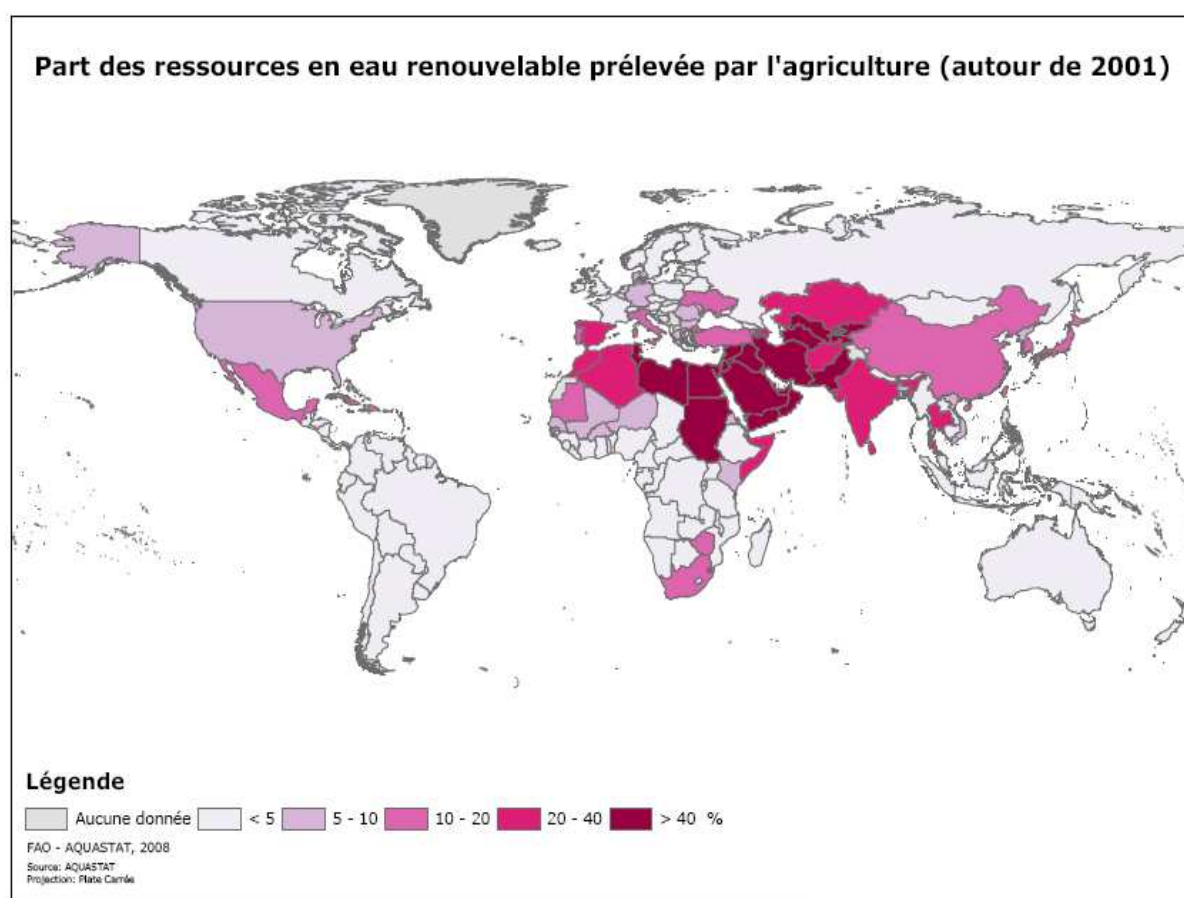 Part des ressources en eau renouvelable prélevée par l'agriculture (autour de 2001)
Légende
Aucune donnée < 5 5 - 10 10 - 20 20 - 40 > 40 %
FAO - AQUASTAT, 2008
Source: AQUASTAT
Projection: Plate Carrée